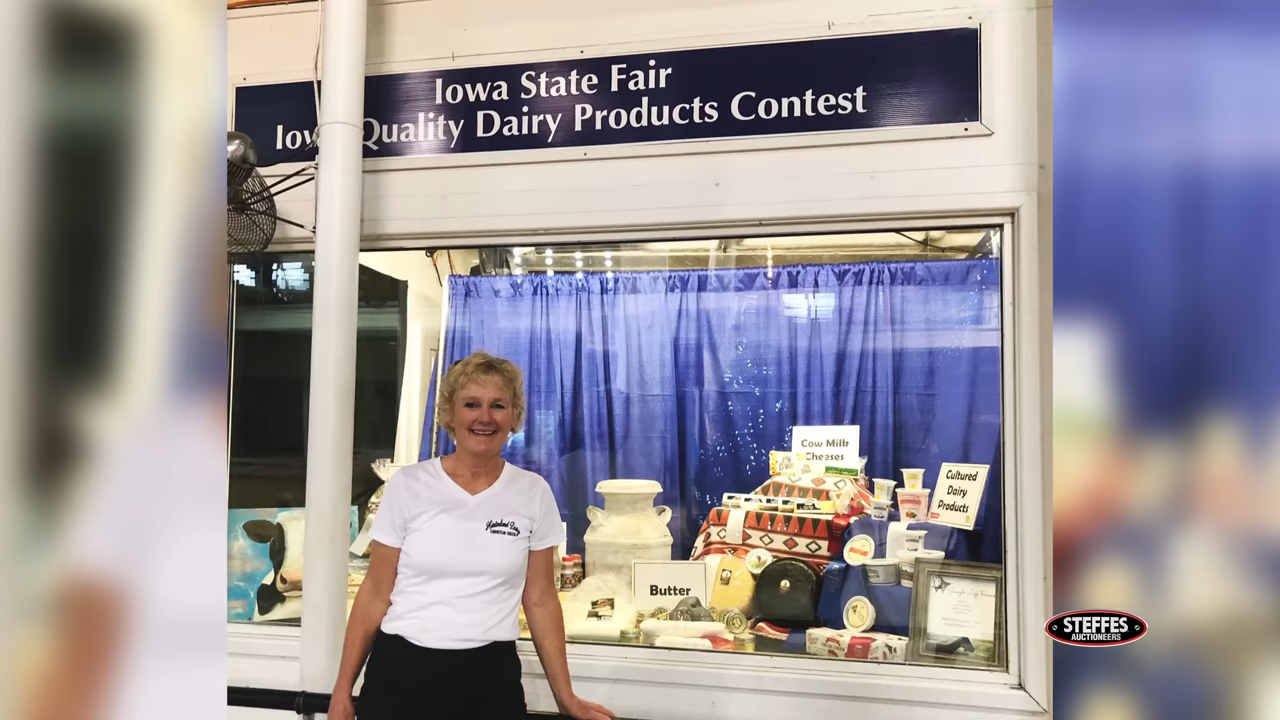 Iowa State Fair
Quality Dairy Products Contest
Cow Milk
Cheeses
Cultured
Dairy
Products
Butter
STEFFES
AUCTIONEERS